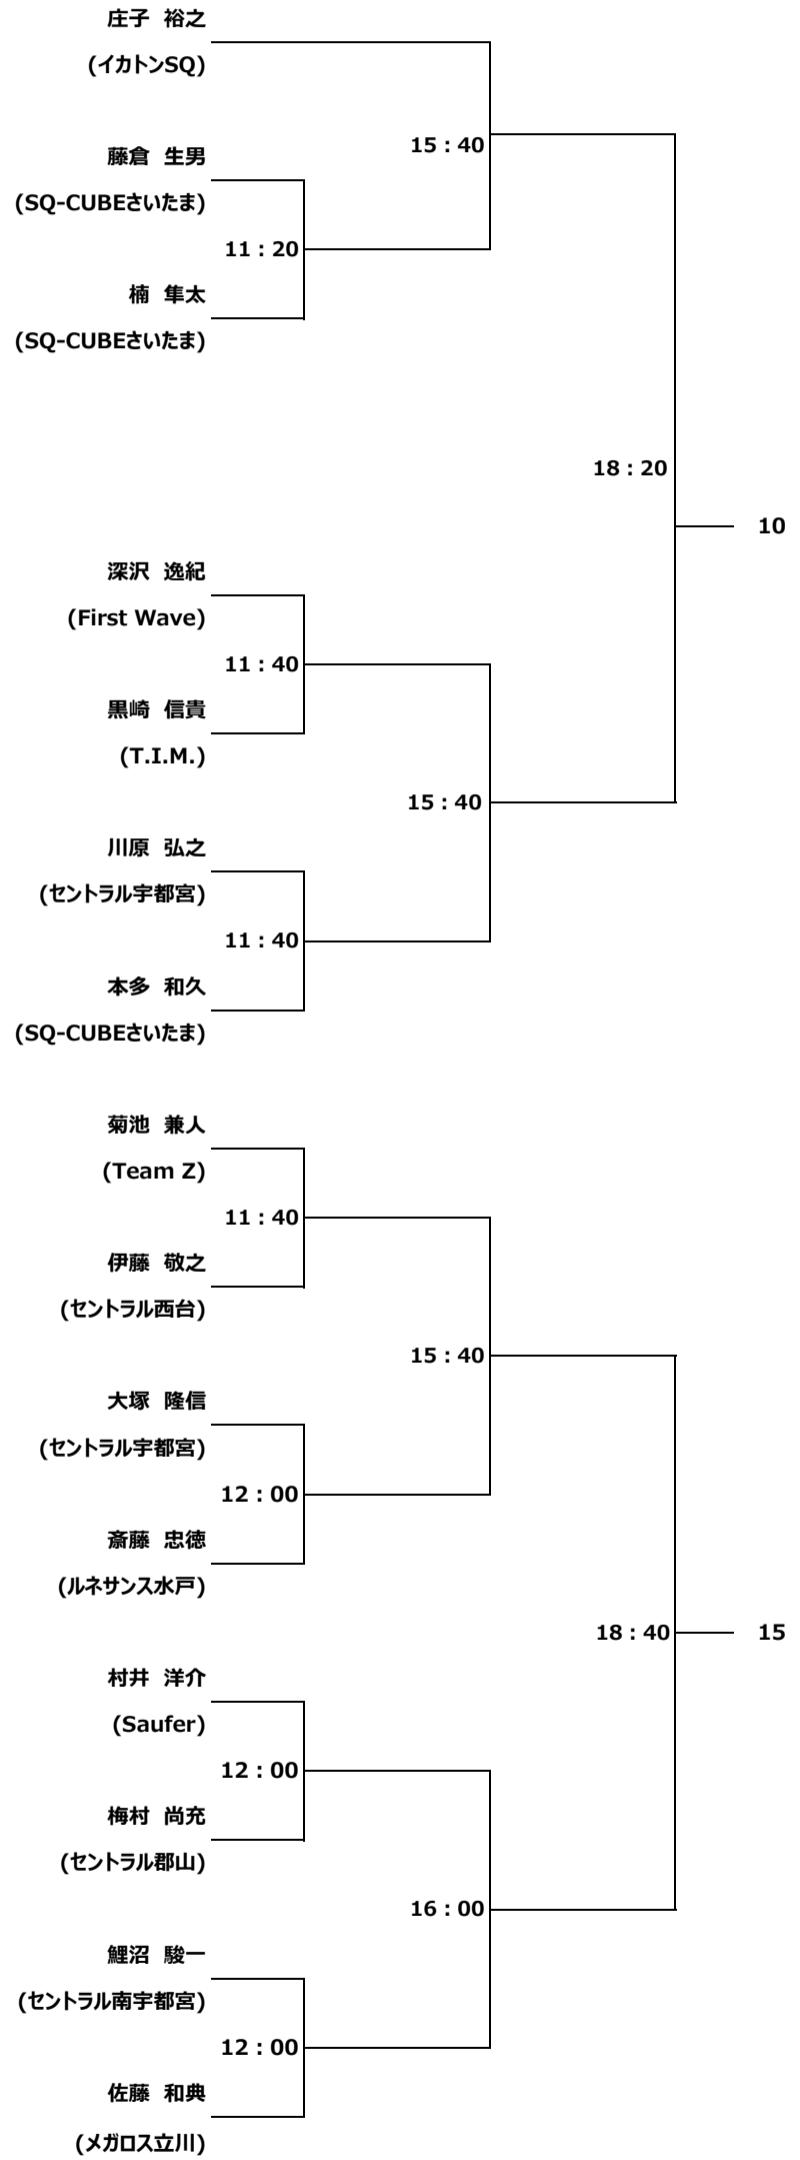 庄子 裕之
(イカトンSQ)
15:40
藤倉 生男
(SQ-CUBEさいたま)
11:20
楠 隼太
(SQ-CUBEさいたま)
18:20
10
深沢 逸紀
(First Wave)
11:40
黒崎 信貴
(T.I.M.)
15:40
川原 弘之
(セントラル宇都宮)
11:40
本多 和久
(SQ-CUBEさいたま)
菊池 兼人
(Team Z)
11:40
伊藤 敬之
(セントラル西台)
15:40
大塚 隆信
(セントラル宇都宮)
12:00
斎藤 忠徳
(ルネサンス水戸)
18:40
15
村井 洋介
(Saufer)
12:00
梅村 尚充
(セントラル郡山)
16:00
鯉沼 駿一
(セントラル南宇都宮)
12:00
佐藤 和典
(メガロス立川)